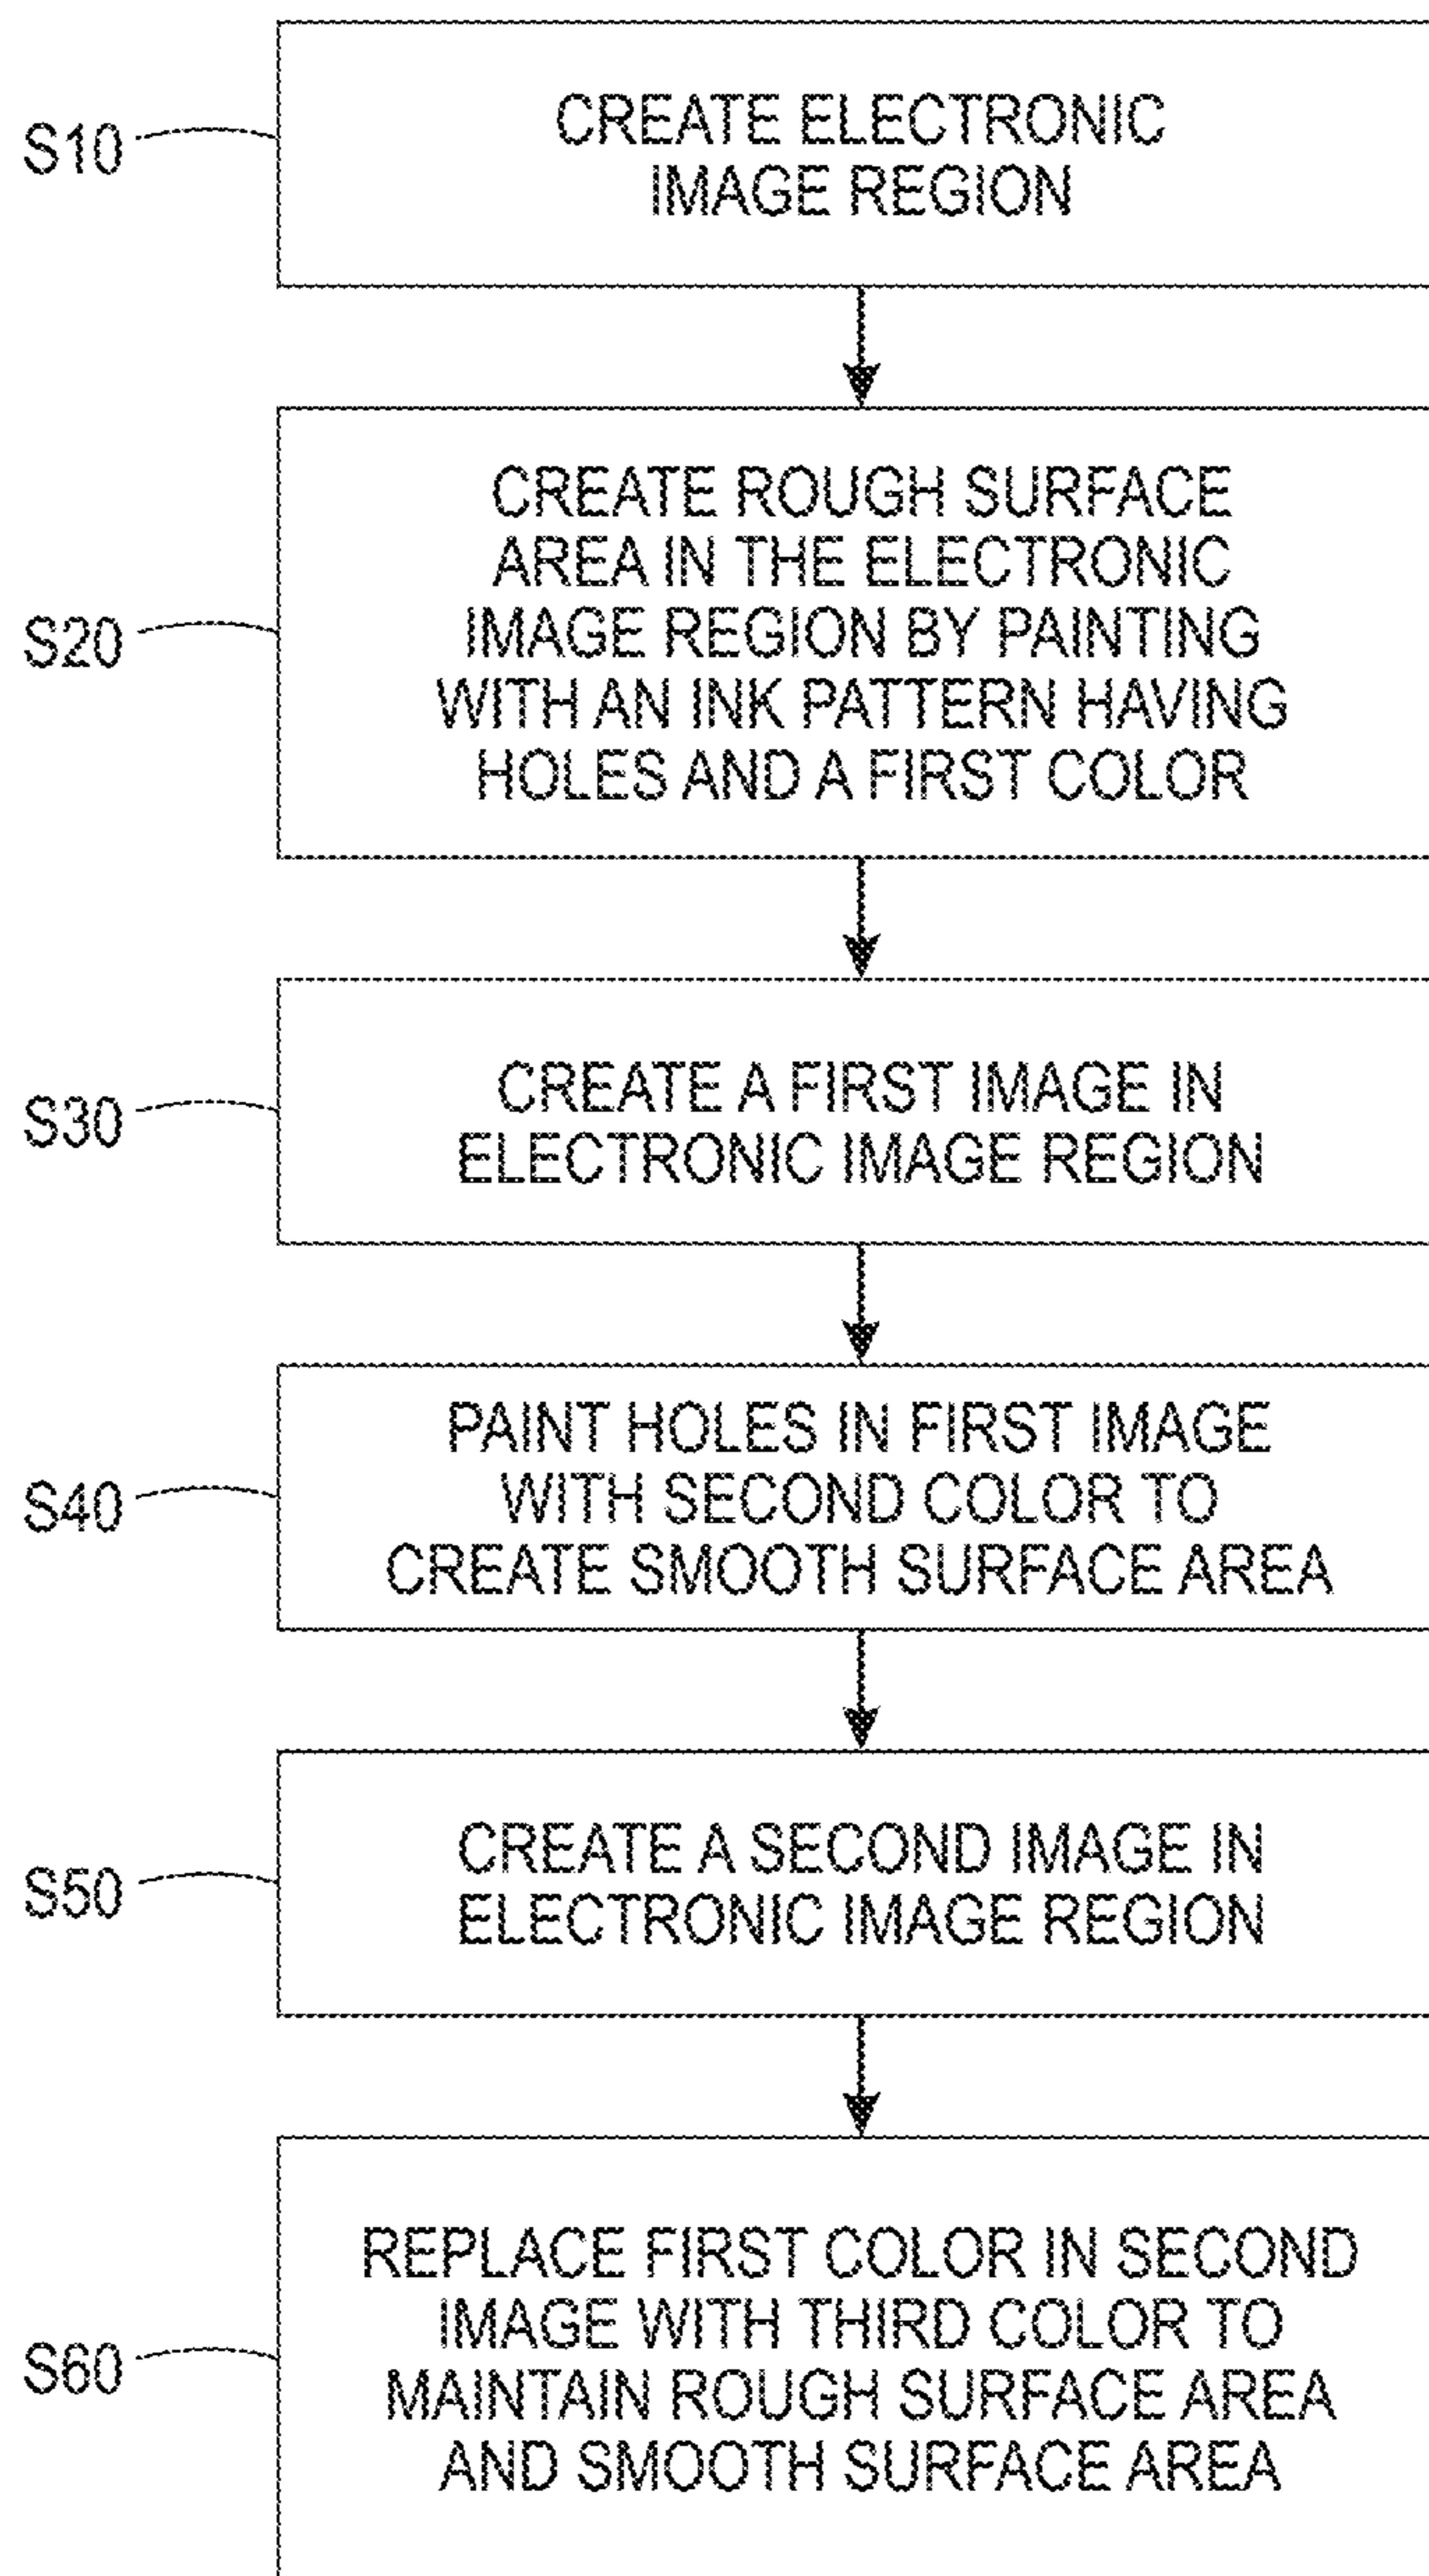 S10
CREATE ELECTRONIC
IMAGE REGION
S20
CREATE ROUGH SURFACE
AREA IN THE ELECTRONIC
IMAGE REGION BY PAINTING
WITH AN INK PATTERN HAVING
HOLES AND A FIRST COLOR
S30
CREATE A FIRST IMAGE IN
ELECTRONIC IMAGE REGION
S40
PAINT HOLES IN FIRST IMAGE
WITH SECOND COLOR TO
CREATE SMOOTH SURFACE AREA
S50
CREATE A SECOND IMAGE IN
ELECTRONIC IMAGE REGION
S60
REPLACE FIRST COLOR IN SECOND
IMAGE WITH THIRD COLOR TO
MAINTAIN ROUGH SURFACE AREA
AND SMOOTH SURFACE AREA